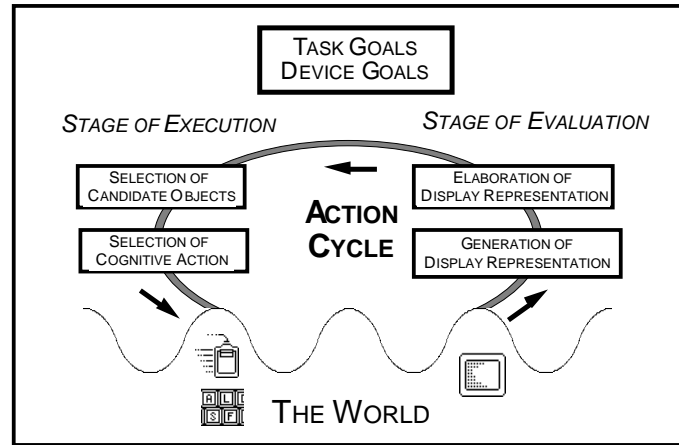 TASK GOALS
DEVICE GOALS
STAGE OF EXECUTION
STAGE OF EVALUATION
SELECTION OF
CANDIDATE OBJECTS
ELABORATION OF
DISPLAY REPRESENTATION
ACTION
CYCLE
SELECTION OF
COGNITIVE ACTION
GENERATION OF
DISPLAY REPRESENTATION
A L
S F
THE WORLD